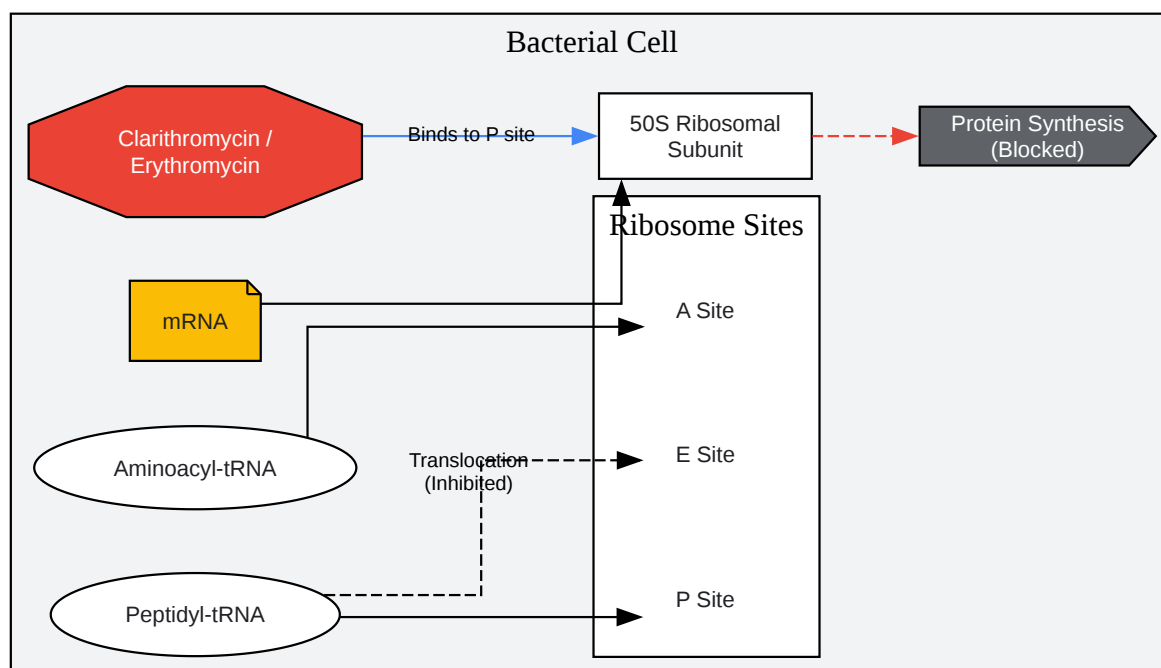 Bacterial Cell
Clarithromycin /
Erythromycin
Binds to P site
50S Ribosomal
Subunit
Protein Synthesis
(Blocked)
Ribosome Sites
mRNA
A Site
Aminoacyl-tRNA
Translocation
(Inhibited)
E Site
Peptidyl-tRNA
P Site